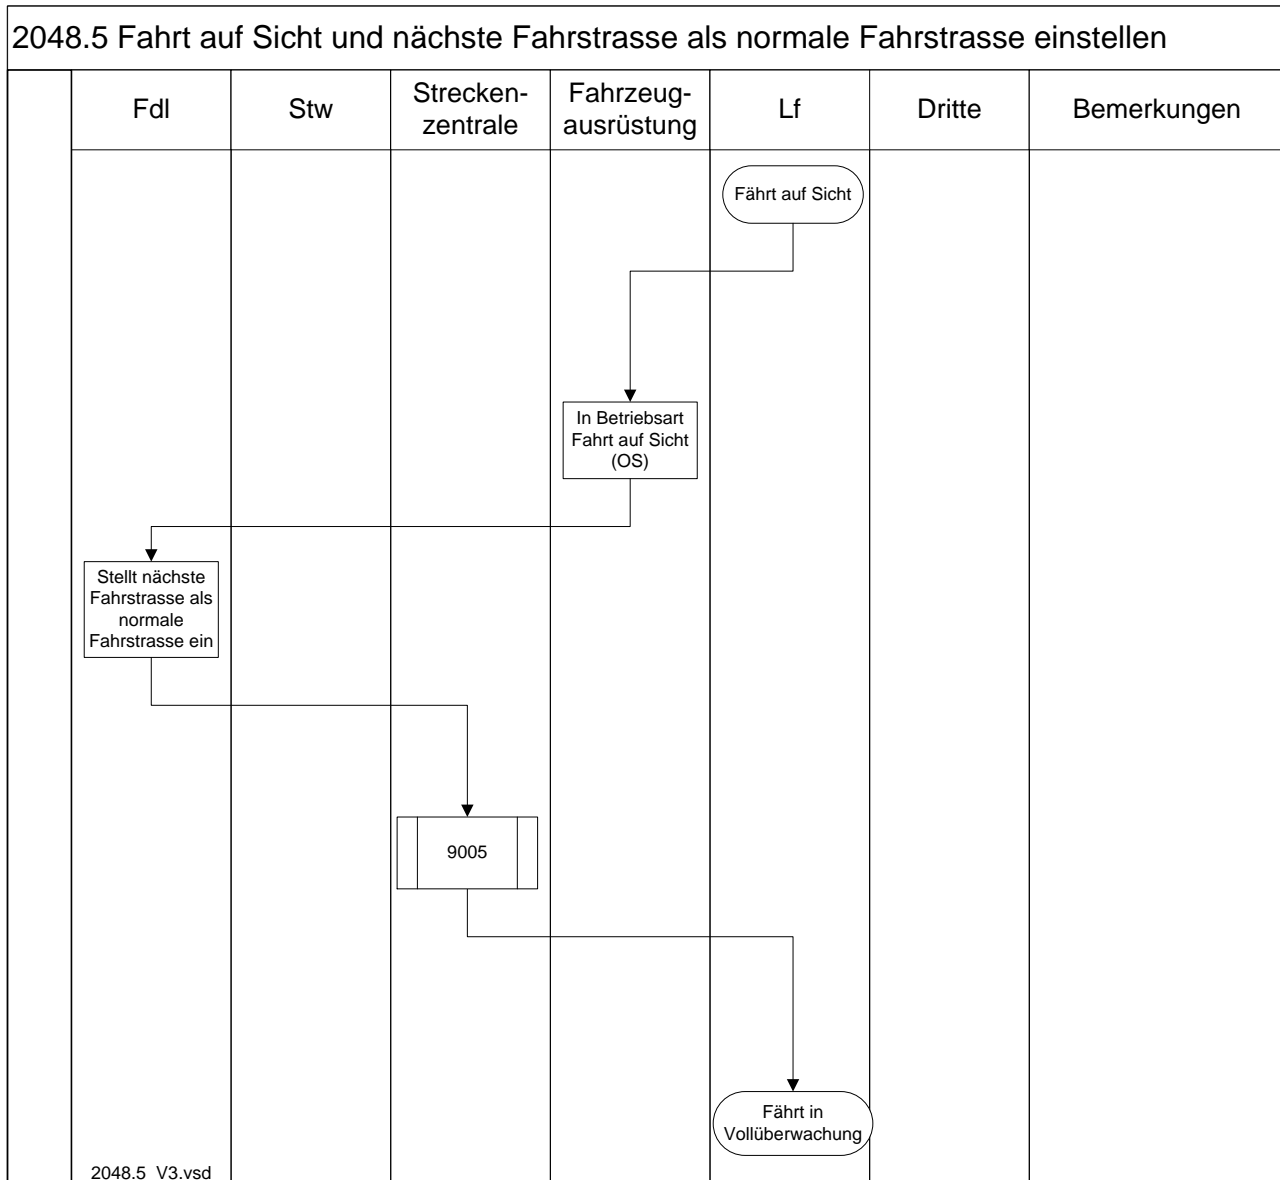 2048.5 Fahrt auf Sicht und nächste Fahrstrasse als normale Fahrstrasse einstellen
Fdl
Stw
Strecken-
zentrale
Fahrzeug-
ausrüstung
Lf
Dritte
Bemerkungen
Fährt auf Sicht
In Betriebsart
Fahrt auf Sicht
(OS)
Stellt nächste
Fahrstrasse als
normale
Fahrstrasse ein
9005
Fährt in
Vollüberwachung
2048.5_V3.vsd